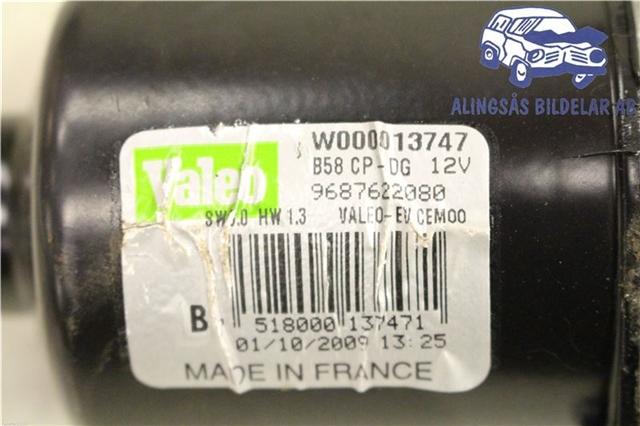 ALINGSÅS BILDELAR AB
W000013747
Valeo
B58 CP-DG 12V
9687622080
HW 1.3 VALEO-EV CEM00
B
518000 137471
01/10/2009 13:25
MADE IN FRANCE